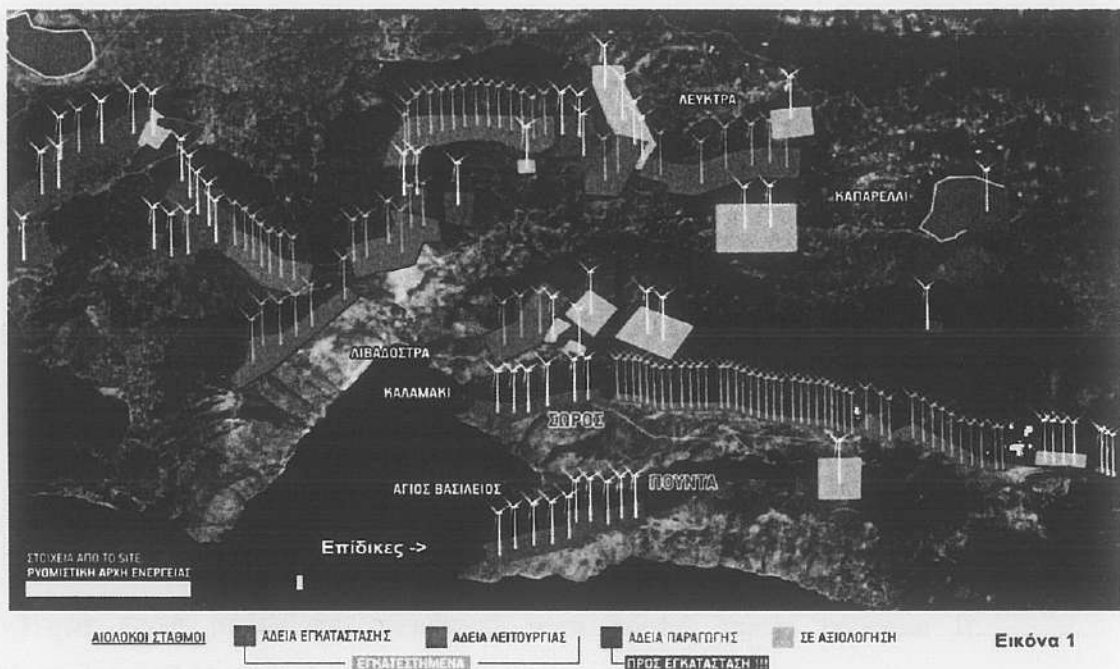 ΛΕΥΚΤΡΑ
ΚΑΠΑΡΕΛΛΙ
ΛΙΒΑΔΟΣΤΡΑ
ΚΑΛΑΜΑΚΙ
ΣΩΡΟΣ
ΑΓΙΟΣ ΒΑΣΙΛΕΙΟΣ
ΠΟΥΝΤΑ
Επίδικες ->
ΣΤΟΙΧΕΙΑ ΑΠΟ ΤΟ SITE
ΡΥΘΜΙΣΤΙΚΗ ΑΡΧΗ ΕΝΕΡΓΕΙΑΣ
ΑΙΟΛΟΚΟΙ ΣΤΑΘΜΟΙ ΑΔΕΙΑ ΕΓΚΑΤΑΣΤΑΣΗΣ ΑΔΕΙΑ ΛΕΙΤΟΥΡΓΙΑΣ ΑΔΕΙΑ ΠΑΡΑΓΩΓΗΣ ΣΕ ΑΞΙΟΛΟΓΗΣΗ Εικόνα 1
ΕΓΚΑΤΕΣΤΗΜΕΝΑ ΠΡΟΣ ΕΓΚΑΤΑΣΤΑΣΗ !!!